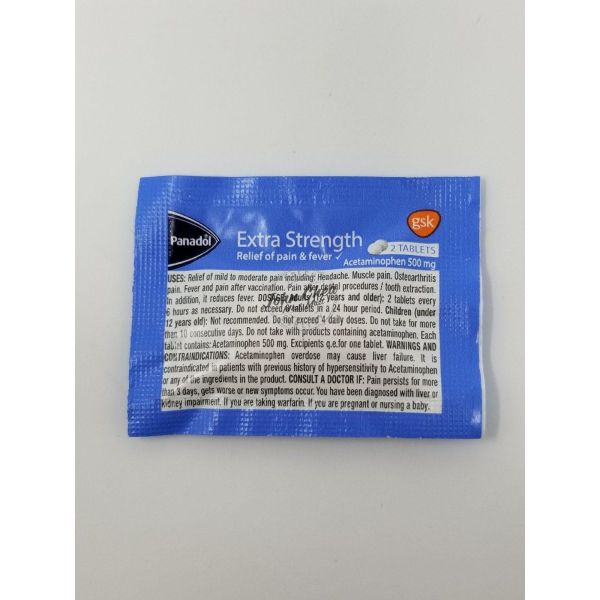 Panadol
Extra Strength
Relief of pain & fever ✓
gsk
2 TABLETS
Acetaminophen 500 mg
USES: Relief of mild to moderate pain including: Headache. Muscle pain. Osteoarthritis
pain. Fever and pain after vaccination. Pain after dental procedures / tooth extraction.
In addition, it reduces fever. DOSAGE: Adults (12 years and older): 2 tablets every
6 hours as necessary. Do not exceed 8 tablets in a 24 hour period. Children (under
12 years old): Not recommended. Do not exceed 4 daily doses. Do not take for more
than 10 consecutive days. Do not take with products containing acetaminophen. Each
tablet contains: Acetaminophen 500 mg. Excipients q.e.for one tablet. WARNINGS AND
CONTRAINDICATIONS: Acetaminophen overdose may cause liver failure. It is
contraindicated in patients with previous history of hypersensitivity to Acetaminophen
or any of the ingredients in the product. CONSULT A DOCTOR IF: Pain persists for more
than 3 days, gets worse or new symptoms occur. You have been diagnosed with liver or
kidney impairment. If you are taking warfarin. If you are pregnant or nursing a baby.